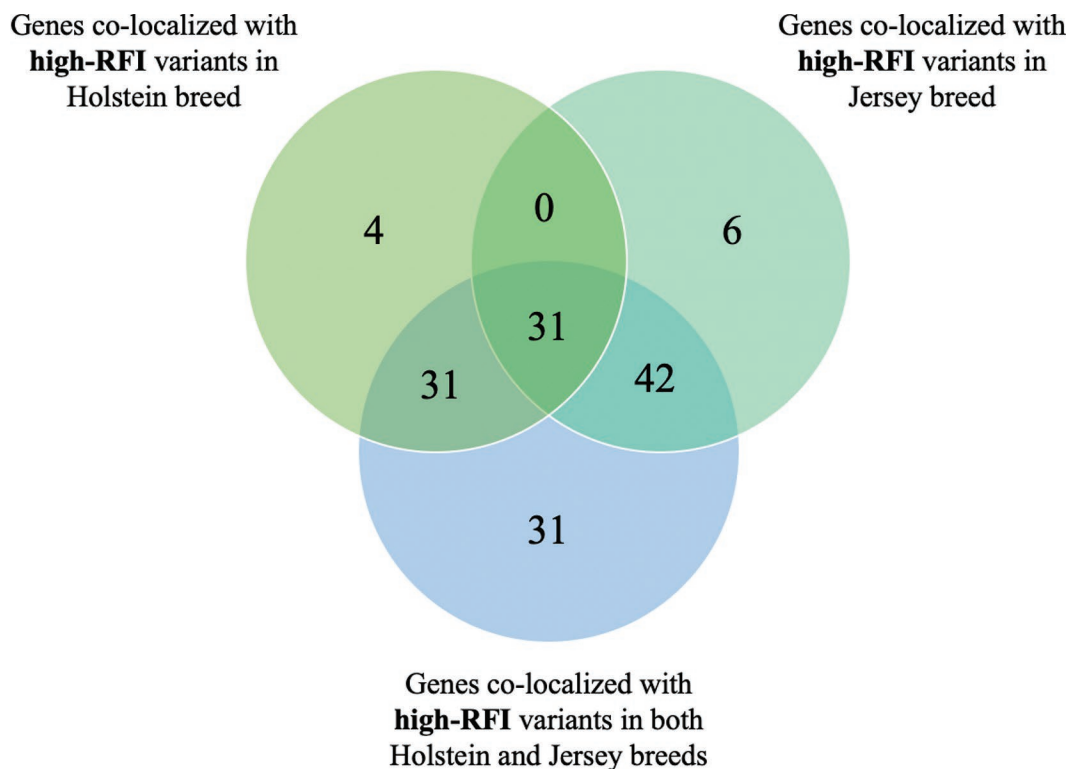 Genes co-localized with
high-RFI variants in
Holstein breed
Genes co-localized with
high-RFI variants in
Jersey breed
4
0
6
31
31
42
31
Genes co-localized with
high-RFI variants in both
Holstein and Jersey breeds